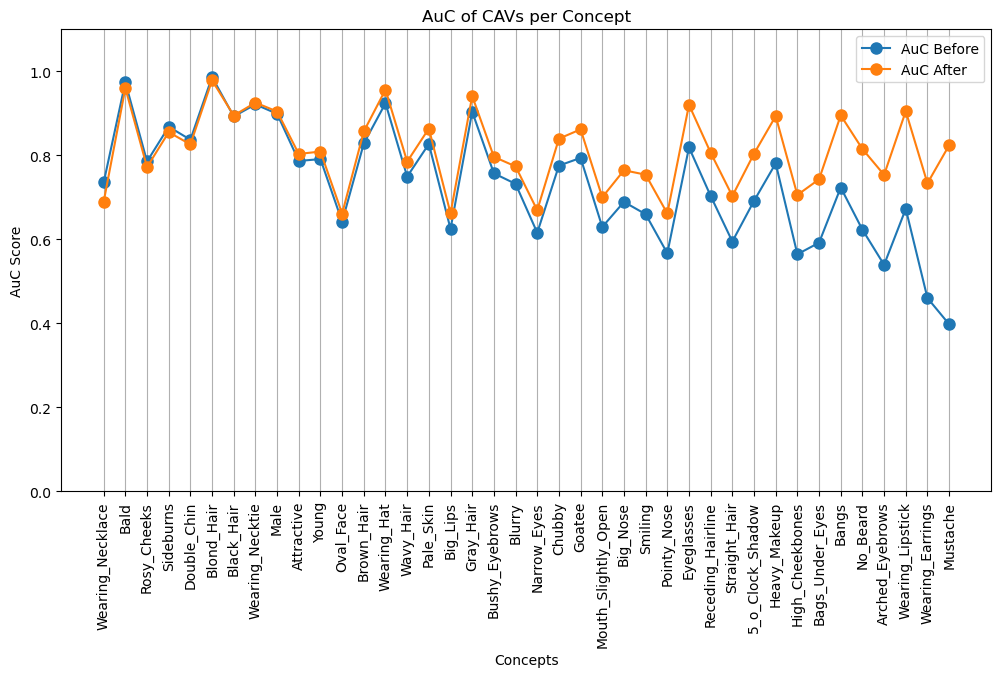 AuC of CAVs per Concept
AuC Before
AuC After
AuC Score
1.0
0.8
0.6
0.4
0.2
0.0
Wearing_Necklace
Bald
Rosy_Cheeks
Sideburns
Double_Chin
Blond_Hair
Black_Hair
Wearing_Necktie
Male
Attractive
Young
Oval_Face
Brown_Hair
Wearing_Hat
Wavy_Hair
Pale_Skin
Big_Lips
Gray_Hair
Bushy_Eyebrows
Blurry
Narrow_Eyes
Chubby
Goatee
Mouth_Slightly_Open
Big_Nose
Smiling
Pointy_Nose
Eyeglasses
Receding_Hairline
Straight_Hair
5_o_Clock_Shadow
Heavy_Makeup
High_Cheekbones
Bags_Under_Eyes
Bangs
No_Beard
Arched_Eyebrows
Wearing_Lipstick
Wearing_Earrings
Mustache
Concepts